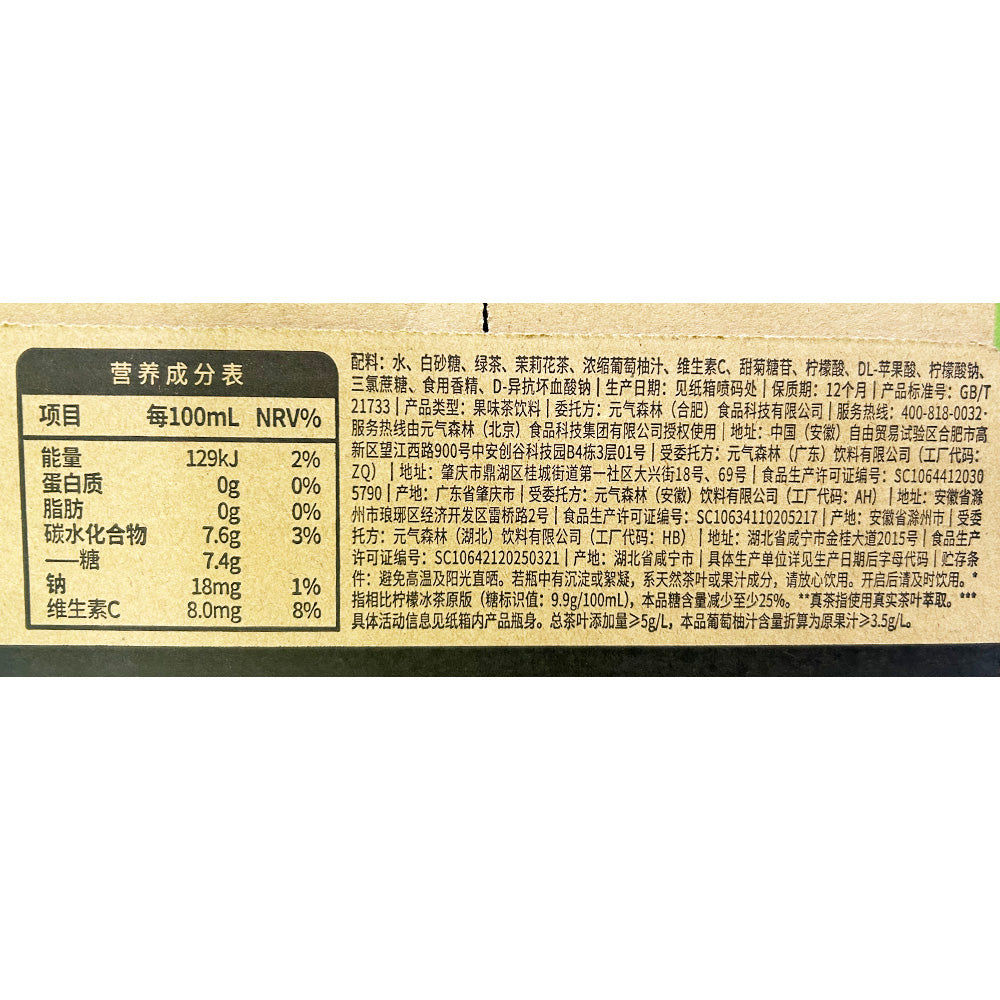 营养成分表
项目 每100mL NRV%
能量 129kJ 2%
蛋白质 0g 0%
脂肪 0g 0%
碳水化合物 7.6g 3%
——糖 7.4g
钠 18mg 1%
维生素C 8.0mg 8%
配料：水、白砂糖、绿茶、茉莉花茶、浓缩葡萄柚汁、维生素C、甜菊糖苷、柠檬酸、DL-苹果酸、柠檬酸钠、
三氯蔗糖、食用香精、D-异抗坏血酸钠 | 生产日期：见纸箱喷码处 | 保质期：12个月 | 产品标准号：GB/T
21733 | 产品类型：果味茶饮料 | 委托方：元气森林（合肥）食品科技有限公司 | 服务热线：400-818-0032·
服务热线由元气森林（北京）食品科技集团有限公司授权使用 | 地址：中国（安徽）自由贸易试验区合肥市高
新区望江西路900号中安创谷科技园B4栋3层01号 | 受委托方：元气森林（广东）饮料有限公司（工厂代码：
ZQ） | 地址：肇庆市鼎湖区桂城街道第一社区大兴街18号、69号 | 食品生产许可证编号：SC1064412030
5790 | 产地：广东省肇庆市 | 受委托方：元气森林（安徽）饮料有限公司（工厂代码：AH） | 地址：安徽省滁
州市琅琊区经济开发区雷桥路2号 | 食品生产许可证编号：SC10634110205217 | 产地：安徽省滁州市 | 受委
托方：元气森林（湖北）饮料有限公司（工厂代码：HB） | 地址：湖北省咸宁市金桂大道2015号 | 食品生产
许可证编号：SC10642120250321 | 产地：湖北省咸宁市 | 具体生产单位详见生产日期后字母代码 | 贮存条
件：避免高温及阳光直晒。若瓶中有沉淀或絮凝，系天然茶叶或果汁成分，请放心饮用。开启后请及时饮用。*
指相比柠檬冰茶原版（糖标识值：9.9g/100mL），本品糖含量减少至少25%。**真茶指使用真实茶叶萃取。***
具体活动信息见纸箱内产品瓶身。总茶叶添加量≥5g/L，本品葡萄柚汁含量折算为原果汁≥3.5g/L。